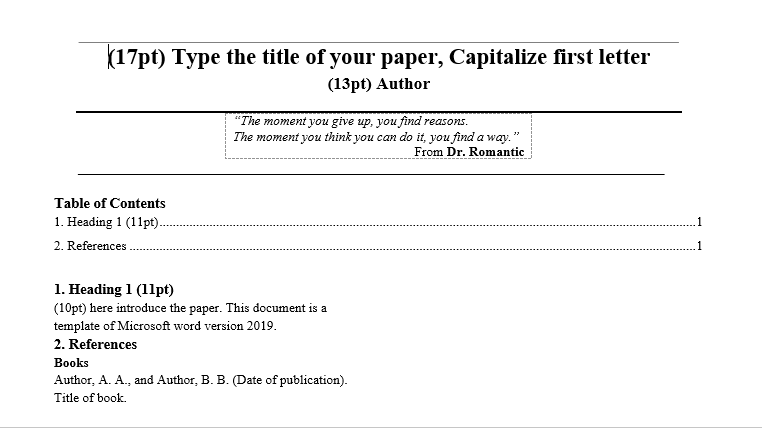 (17pt) Type the title of your paper, Capitalize first letter
(13pt) Author
“The moment you give up, you find reasons.
The moment you think you can do it, you find a way.”
From Dr. Romantic
Table of Contents
1. Heading 1 (11pt)....................................................................................................1
2. References ....................................................................................................1
1. Heading 1 (11pt)
(10pt) here introduce the paper. This document is a
template of Microsoft word version 2019.
2. References
Books
Author, A. A., and Author, B. B. (Date of publication).
Title of book.